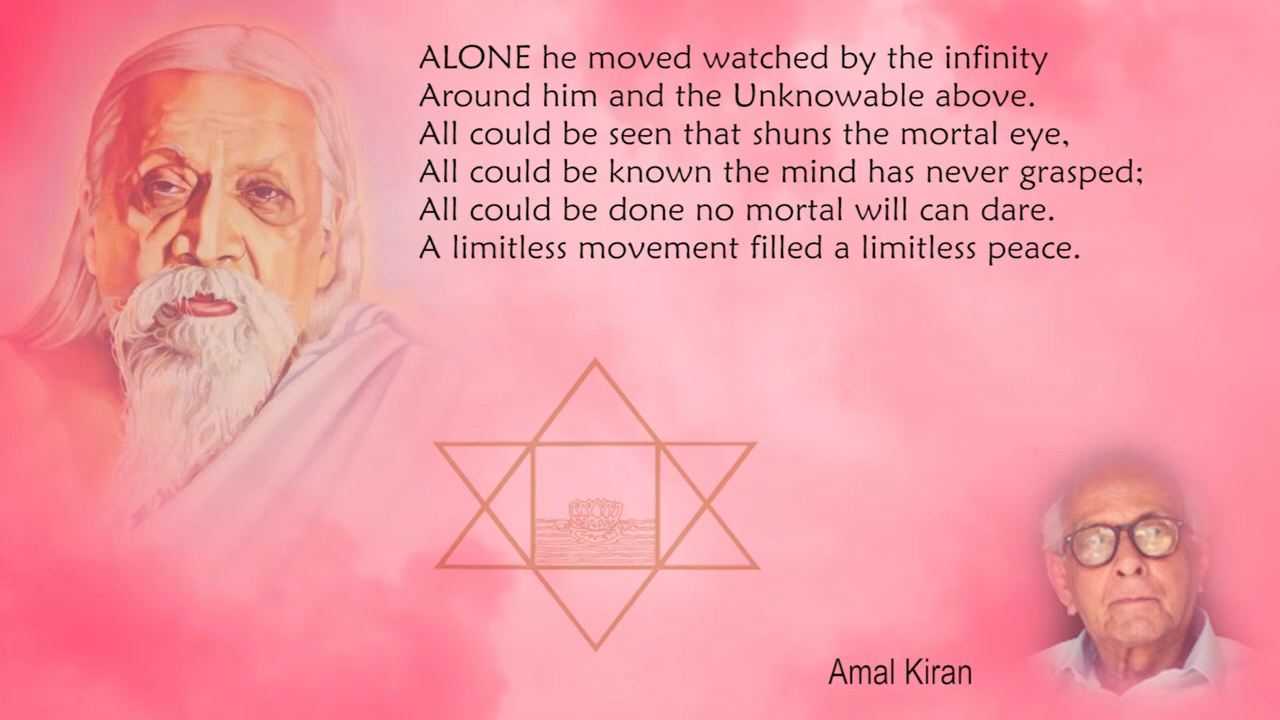 ALONE he moved watched by the infinity
Around him and the Unknowable above.
All could be seen that shuns the mortal eye,
All could be known the mind has never grasped;
All could be done no mortal will can dare.
A limitless movement filled a limitless peace.
Amal Kiran